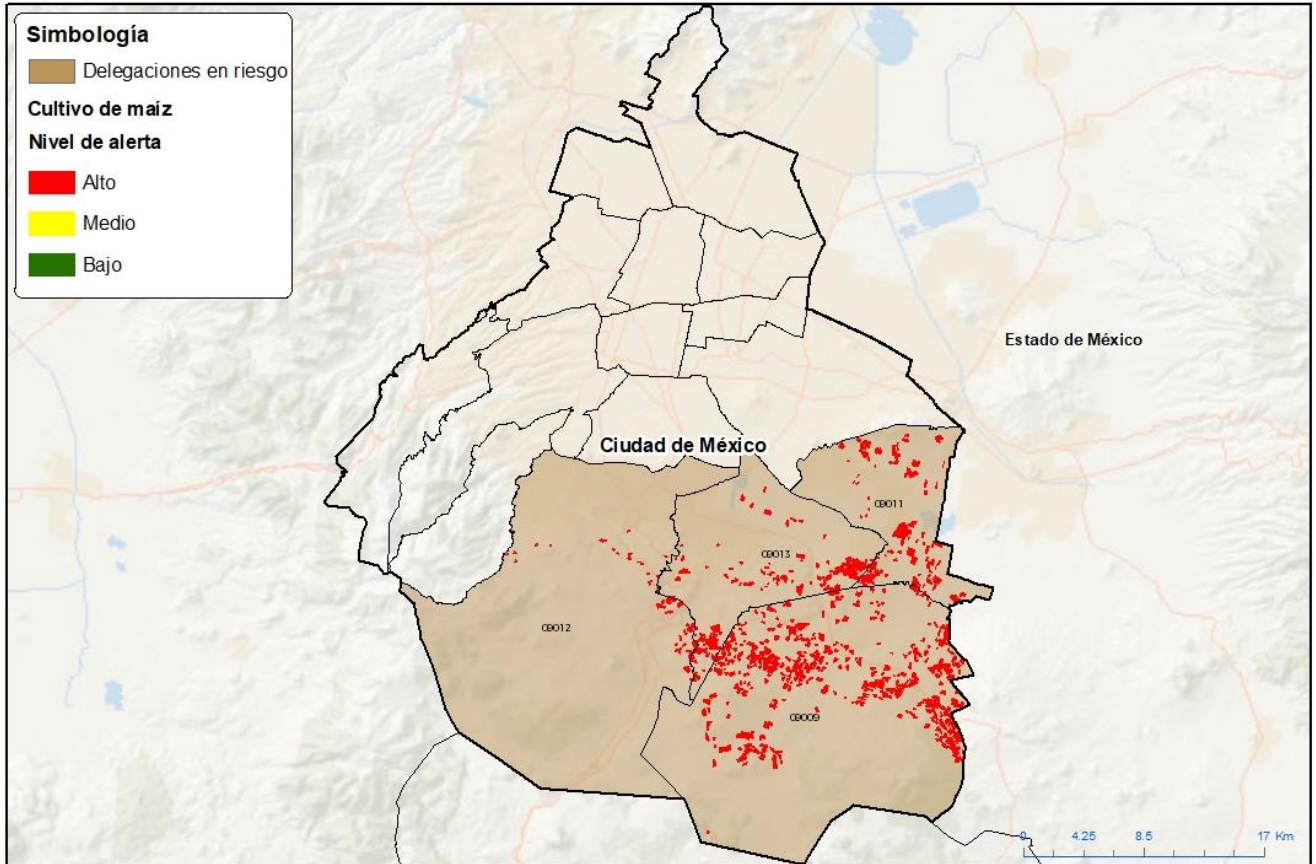 Simbología
Delegaciones en riesgo
Cultivo de maíz
Nivel de alerta
Alto
Medio
Bajo
Estado de México
Ciudad de México
09011
09013
09012
09009
0 4.25 8.5 17 Km